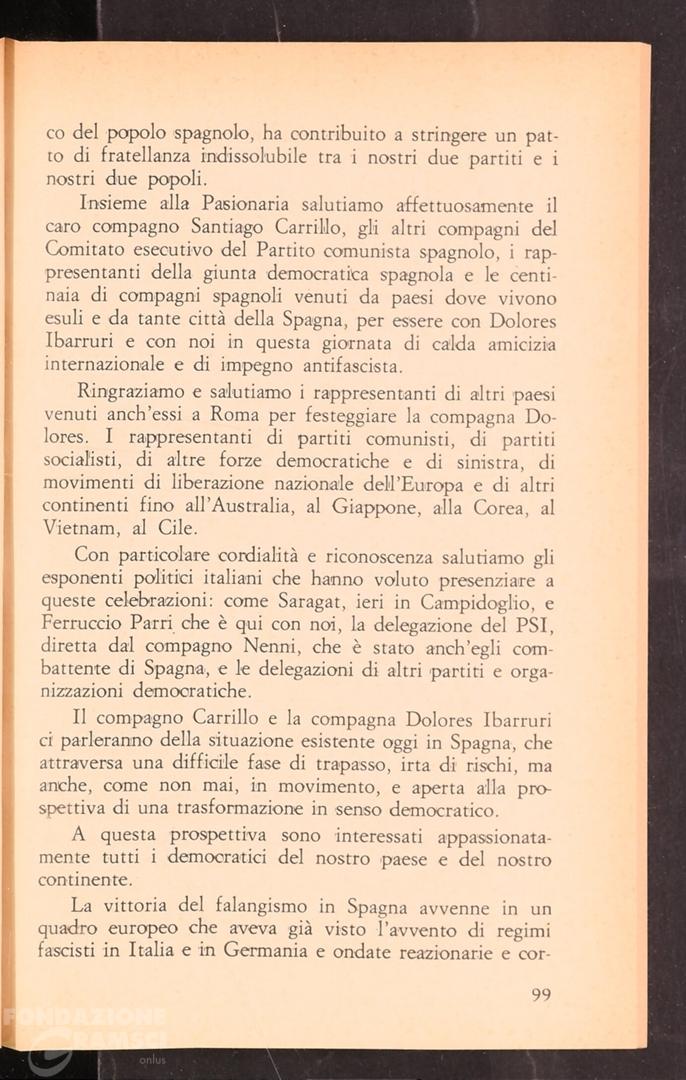 co del popolo spagnolo, ha contribuito a stringere un pat-
to di fratellanza indissolubile tra i nostri due partiti e i
nostri due popoli.
Insieme alla Pasionaria salutiamo affettuosamente il
caro compagno Santiago Carrillo, gli altri compagni del
Comitato esecutivo del Partito comunista spagnolo, i rap-
presentanti della giunta democratica spagnola e le centi-
naia di compagni spagnoli venuti da paesi dove vivono
esuli e da tante città della Spagna, per essere con Dolores
Ibarruri e con noi in questa giornata di calda amicizia
internazionale e di impegno antifascista.
Ringraziamo e salutiamo i rappresentanti di altri paesi
venuti anch'essi a Roma per festeggiare la compagna Do-
lores. I rappresentanti di partiti comunisti, di partiti
socialisti, di altre forze democratiche e di sinistra, di
movimenti di liberazione nazionale dell'Europa e di altri
continenti fino all'Australia, al Giappone, alla Corea, al
Vietnam, al Cile.
Con particolare cordialità e riconoscenza salutiamo gli
esponenti politici italiani che hanno voluto presenziare a
queste celebrazioni: come Saragat, ieri in Campidoglio, e
Ferruccio Parri che è qui con noi, la delegazione del PSI,
diretta dal compagno Nenni, che è stato anch'egli com-
battente di Spagna, e le delegazioni di altri partiti e orga-
nizzazioni democratiche.
Il compagno Carrillo e la compagna Dolores Ibarruri
ci parleranno della situazione esistente oggi in Spagna, che
attraversa una difficile fase di trapasso, irta di rischi, ma
anche, come non mai, in movimento, e aperta alla pro-
spettiva di una trasformazione in senso democratico.
A questa prospettiva sono interessati appassionata-
mente tutti i democratici del nostro paese e del nostro
continente.
La vittoria del falangismo in Spagna avvenne in un
quadro europeo che aveva già visto l'avvento di regimi
fascisti in Italia e in Germania e ondate reazionarie e cor-
99
FONDAZIONE
GRAMSCI
onlus